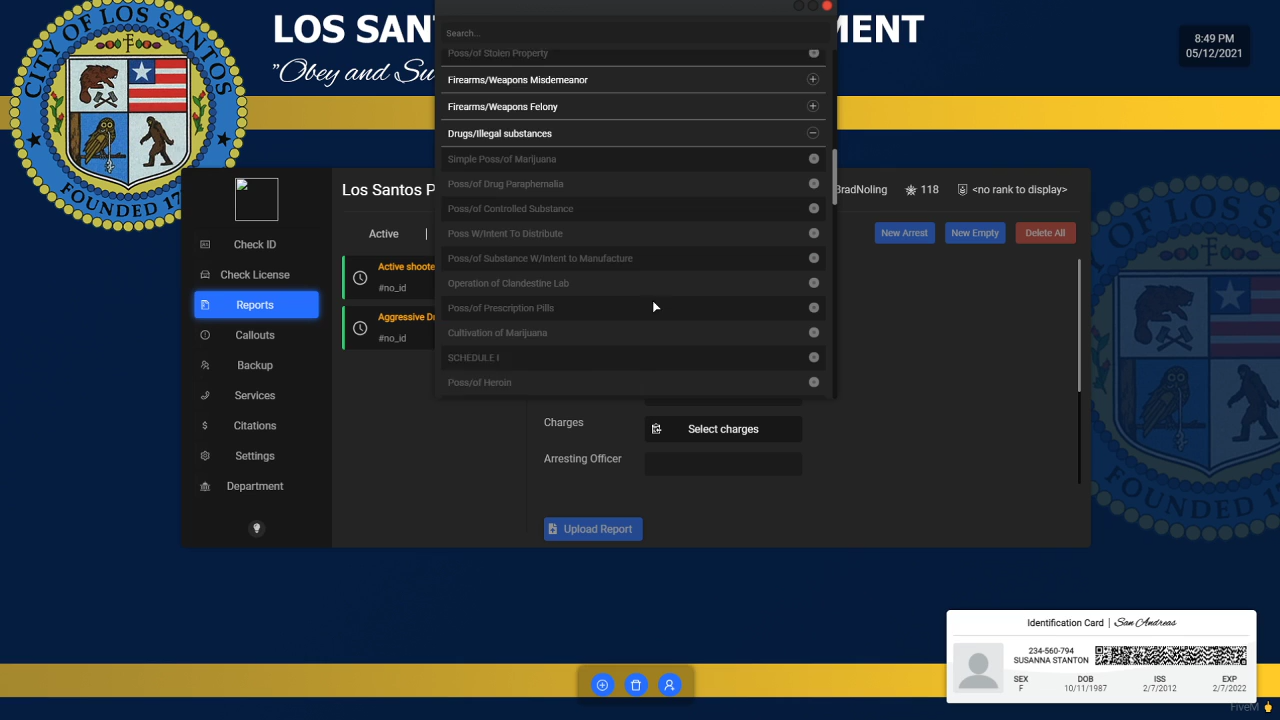 LOS SAN
MENT
"Obey and Su
CITY OF LOS SANTOS
FOUNDED 17
8:49 PM
05/12/2021
Search...
Poss/of Stolen Property
Firearms/Weapons Misdemeanor
Firearms/Weapons Felony
Drugs/Illegal substances
Simple Poss/of Marijuana
Poss/of Drug Paraphernalia
Poss/of Controlled Substance
Poss W/Intent To Distribute
Poss/of Substance W/Intent to Manufacture
Operation of Clandestine Lab
Poss/of Prescription Pills
Cultivation of Marijuana
SCHEDULE I
Poss/of Heroin
Los Santos P
BradNoling
118
<no rank to display>
Active |
New Arrest
New Empty
Delete All
Active shoote
#no_id
Aggressive Dr
#no_id
Check ID
Check License
Reports
Callouts
Backup
Services
Citations
Settings
Department
Charges
Select charges
Arresting Officer
Upload Report
OF LOS SAN
FOUNDED
Identification Card | San Andreas
234-560-794
SUSANNA STANTON
SEX DOB ISS EXP
F 10/11/1987 2/7/2012 2/7/2022
FiveM